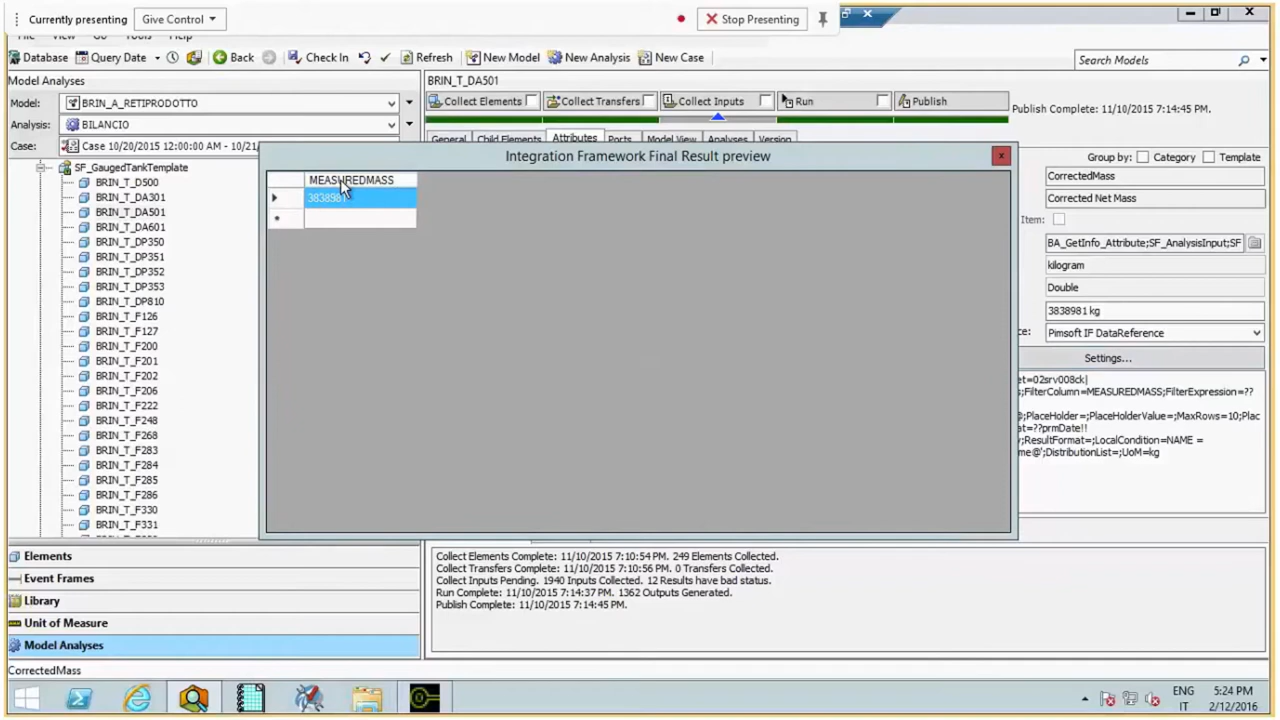 Currently presenting
Give Control
Stop Presenting
View Go Tools Help
Database
Query Date
Back
Check In
Refresh
New Model
New Analysis
New Case
Search Models
Model Analyses
Model:
BRIN_A_RETIPRODOTTO
Analysis:
BILANCIO
Case:
Case 10/20/2015 12:00:00 AM - 10/21/
SF_GaugedTankTemplate
BRIN_T_D500
BRIN_T_DA301
BRIN_T_DA501
BRIN_T_DA601
BRIN_T_DP350
BRIN_T_DP351
BRIN_T_DP352
BRIN_T_DP353
BRIN_T_DP810
BRIN_T_F126
BRIN_T_F127
BRIN_T_F200
BRIN_T_F201
BRIN_T_F202
BRIN_T_F206
BRIN_T_F222
BRIN_T_F248
BRIN_T_F268
BRIN_T_F283
BRIN_T_F284
BRIN_T_F285
BRIN_T_F286
BRIN_T_F330
BRIN_T_F331
Elements
Event Frames
Library
Unit of Measure
Model Analyses
CorrectedMass
BRIN_T_DA501
Collect Elements
Collect Transfers
Collect Inputs
Run
Publish
Publish Complete: 11/10/2015 7:14:45 PM.
General
Child Elements
Attributes
Ports
Model View
Analyses
Version
Integration Framework Final Result preview
x
MEASUREDMASS
3838981
*
Group by:
Category
Template
CorrectedMass
Corrected Net Mass
Item:
BA_GetInfo_Attribute;SF_AnalysisInput;SF
kilogram
Double
3838981 kg
ce:
Pimsoft IF DataReference
Settings...
et=02srv008ck|
s;FilterColumn=MEASUREDMASS;FilterExpression=??
@;PlaceHolder=;PlaceHolderValue=;MaxRows=10;Plac
at=??prmDate!!
y;ResultFormat=;LocalCondition=NAME =
me@';DistributionList=;UoM=kg
Collect Elements Complete: 11/10/2015 7:10:54 PM. 249 Elements Collected.
Collect Transfers Complete: 11/10/2015 7:10:56 PM. 0 Transfers Collected.
Collect Inputs Pending. 1940 Inputs Collected. 12 Results have bad status.
Run Complete: 11/10/2015 7:14:37 PM. 1362 Outputs Generated.
Publish Complete: 11/10/2015 7:14:45 PM.
ENG
IT
5:24 PM
2/12/2016